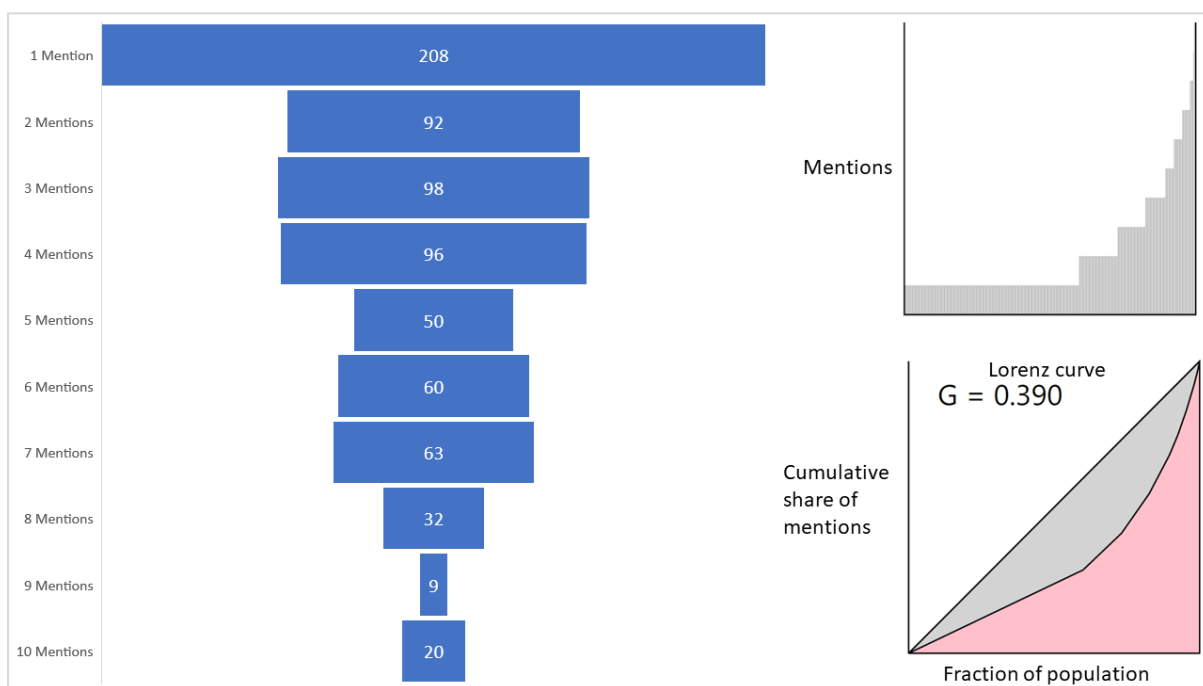 1 Mention
208
2 Mentions
92
3 Mentions
98
4 Mentions
96
5 Mentions
50
6 Mentions
60
7 Mentions
63
8 Mentions
32
9 Mentions
9
10 Mentions
20
Mentions
Lorenz curve
G = 0.390
Cumulative
share of
mentions
Fraction of population